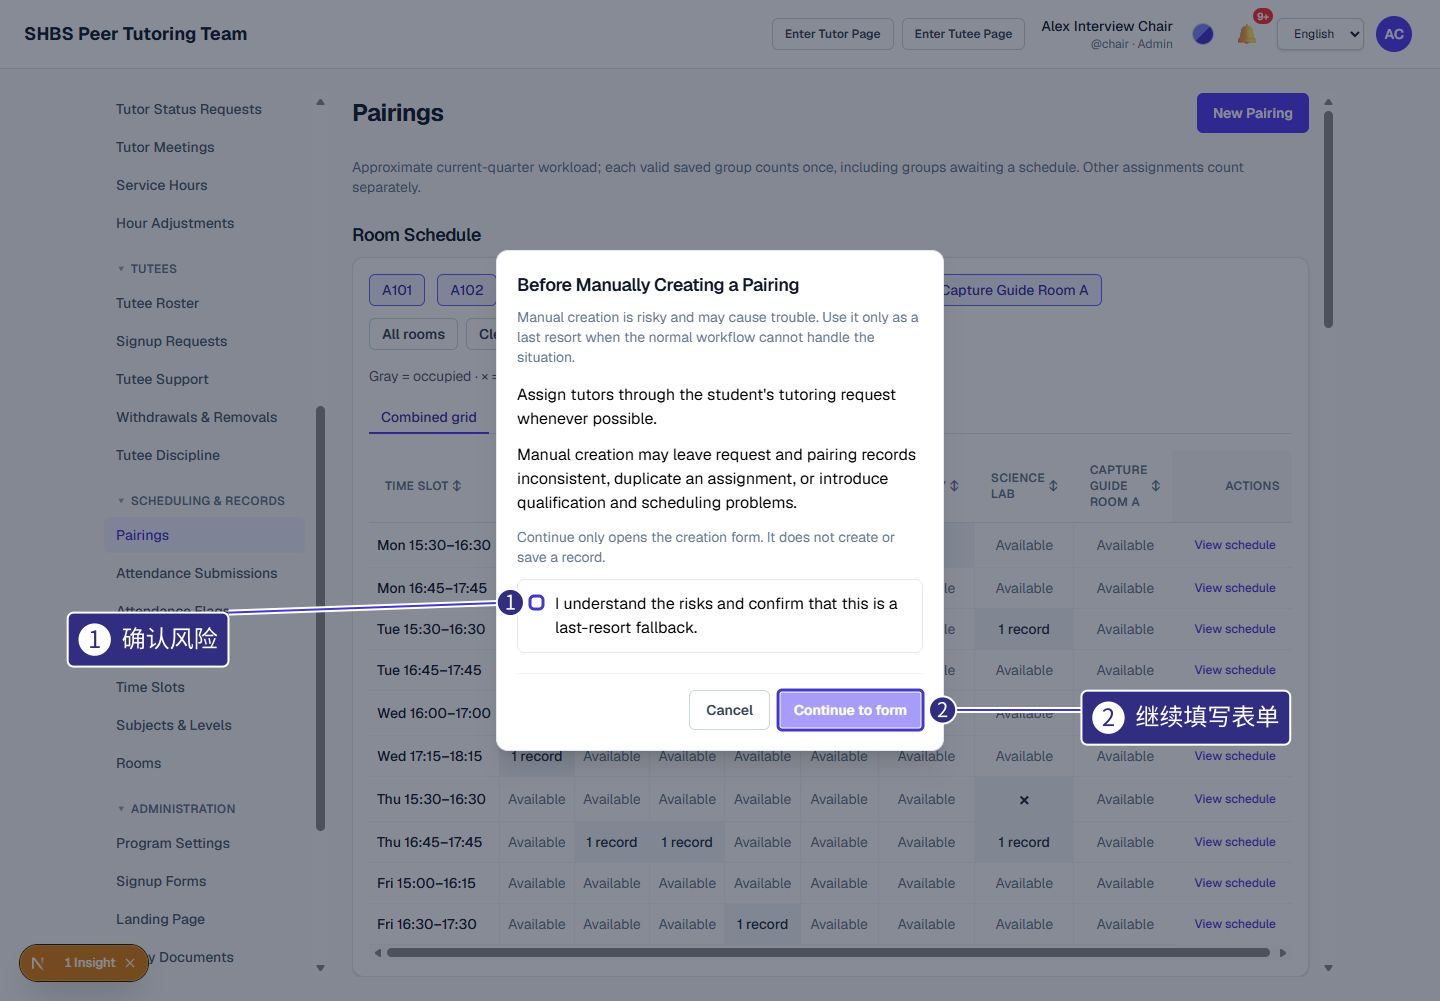 SHBS Peer Tutoring Team
Enter Tutor Page
Enter Tutee Page
Alex Interview Chair
@chair · Admin
9+
English
AC
Tutor Status Requests
Tutor Meetings
Service Hours
Hour Adjustments
TUTEES
Tutee Roster
Signup Requests
Tutee Support
Withdrawals & Removals
Tutee Discipline
SCHEDULING & RECORDS
Pairings
Attendance Submissions
Attendance Flags
Time Slots
Subjects & Levels
Rooms
ADMINISTRATION
Program Settings
Signup Forms
Landing Page
y Documents
N 1 Insight ×
Pairings
New Pairing
Approximate current-quarter workload; each valid saved group counts once, including groups awaiting a schedule. Other assignments count
separately.
Room Schedule
A101
A102
Capture Guide Room A
All rooms
Cle
Gray = occupied · × =
Combined grid
TIME SLOT
SCIENCE
LAB
CAPTURE
GUIDE
ROOM A
ACTIONS
Mon 15:30–16:30 Available Available View schedule
Mon 16:45–17:45 le Available Available View schedule
Tue 15:30–16:30 le 1 record Available View schedule
Tue 16:45–17:45 le Available Available View schedule
Wed 16:00–17:00 Available Available
Wed 17:15–18:15 1 record Available Available Available Available Available Available Available View schedule
Thu 15:30–16:30 Available Available Available Available Available Available × Available View schedule
Thu 16:45–17:45 Available 1 record 1 record Available Available Available 1 record Available View schedule
Fri 15:00–16:15 Available Available Available Available Available Available Available Available View schedule
Fri 16:30–17:30 Available Available Available 1 record Available Available Available Available View schedule
Before Manually Creating a Pairing
Manual creation is risky and may cause trouble. Use it only as a
last resort when the normal workflow cannot handle the
situation.
Assign tutors through the student's tutoring request
whenever possible.
Manual creation may leave request and pairing records
inconsistent, duplicate an assignment, or introduce
qualification and scheduling problems.
Continue only opens the creation form. It does not create or
save a record.
1
I understand the risks and confirm that this is a
last-resort fallback.
Cancel
Continue to form
2
1 确认风险
2 继续填写表单